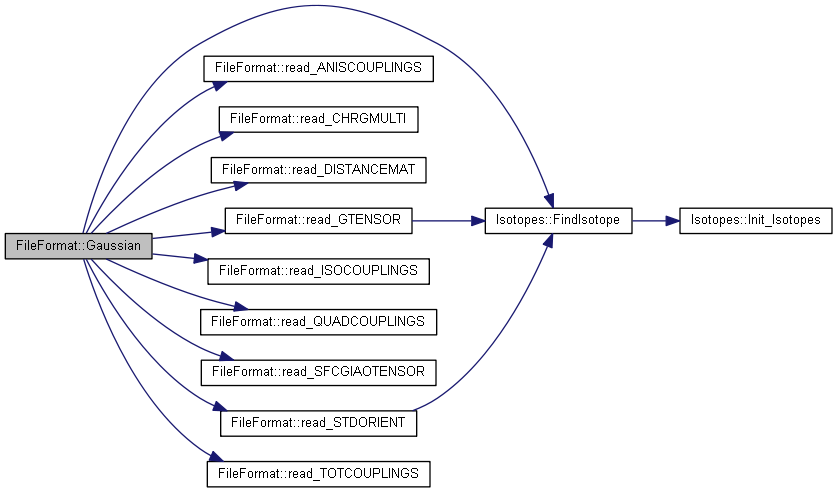 FileFormat::read_ANISCOUPLINGS
FileFormat::read_CHRGMULTI
FileFormat::read_DISTANCEMAT
FileFormat::read_GTENSOR
Isotopes::FindIsotope
Isotopes::Init_Isotopes
FileFormat::Gaussian
FileFormat::read_ISOCOUPLINGS
FileFormat::read_QUADCOUPLINGS
FileFormat::read_SFCGIAOTENSOR
FileFormat::read_STDORIENT
FileFormat::read_TOTCOUPLINGS